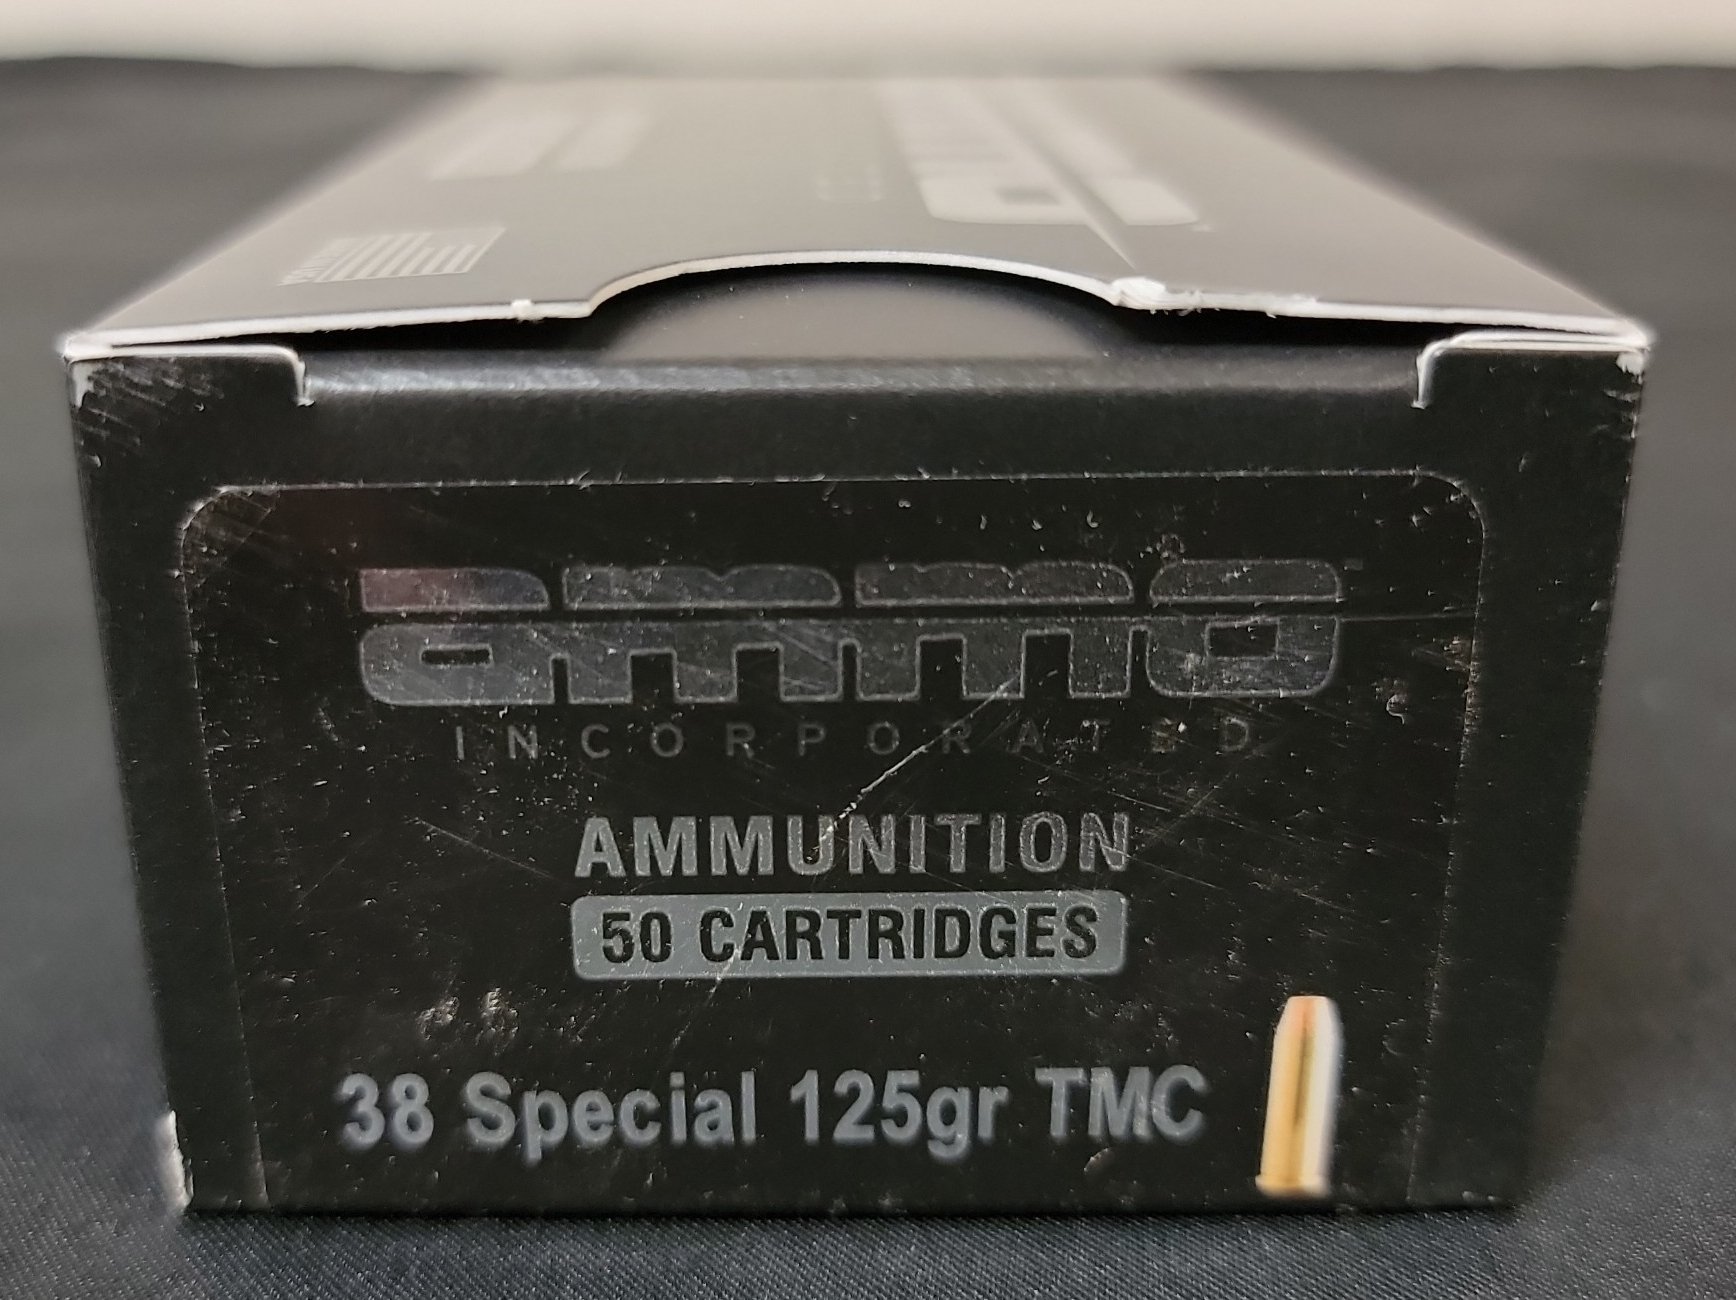 ammo
INCORPORATED
AMMUNITION
50 CARTRIDGES
38 Special 125gr TMC